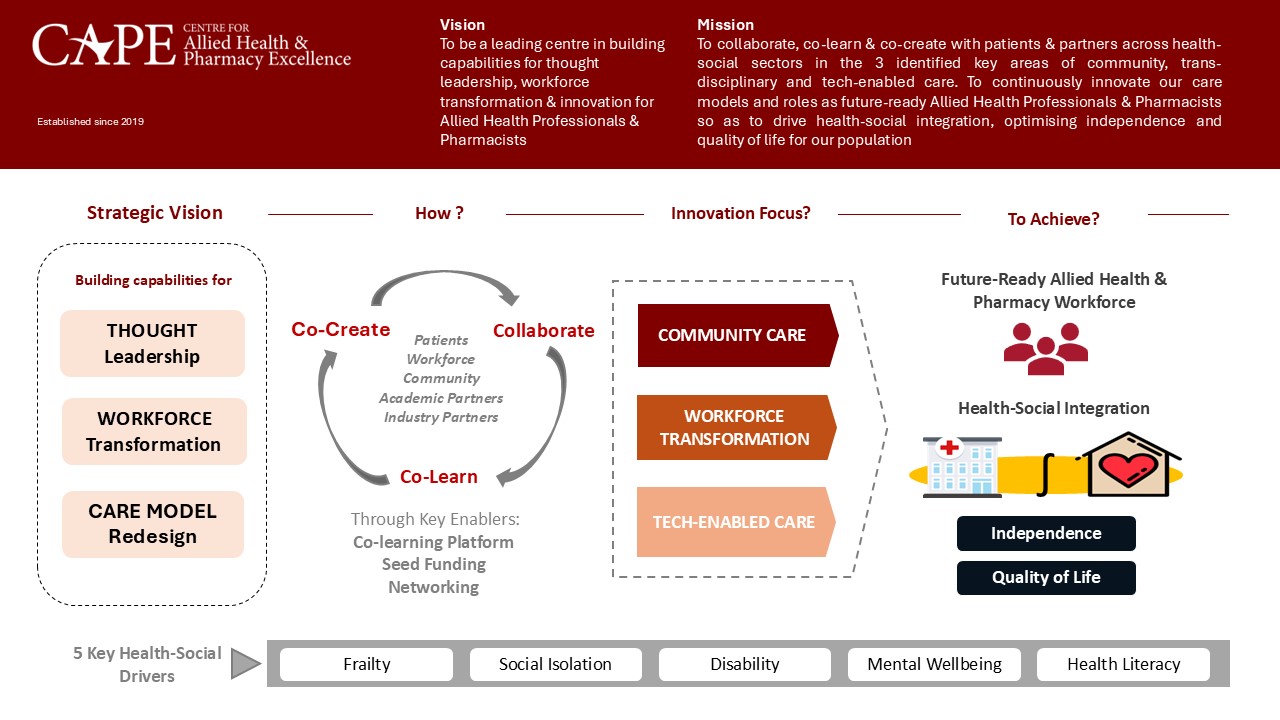 CAPE
CENTRE FOR
Allied Health &
Pharmacy Excellence
Established since 2019
Vision
To be a leading centre in building
capabilities for thought
leadership, workforce
transformation & innovation for
Allied Health Professionals &
Pharmacists
Mission
To collaborate, co-learn & co-create with patients & partners across health-
social sectors in the 3 identified key areas of community, trans-
disciplinary and tech-enabled care. To continuously innovate our care
models and roles as future-ready Allied Health Professionals & Pharmacists
so as to drive health-social integration, optimising independence and
quality of life for our population
Strategic Vision
How ?
Innovation Focus?
To Achieve?
Building capabilities for
THOUGHT
Leadership
WORKFORCE
Transformation
CARE MODEL
Redesign
Co-Create
Collaborate
Patients
Workforce
Community
Academic Partners
Industry Partners
Co-Learn
Through Key Enablers:
Co-learning Platform
Seed Funding
Networking
COMMUNITY CARE
WORKFORCE
TRANSFORMATION
TECH-ENABLED CARE
Future-Ready Allied Health &
Pharmacy Workforce
Health-Social Integration
∫
Independence
Quality of Life
5 Key Health-Social
Drivers
Frailty
Social Isolation
Disability
Mental Wellbeing
Health Literacy